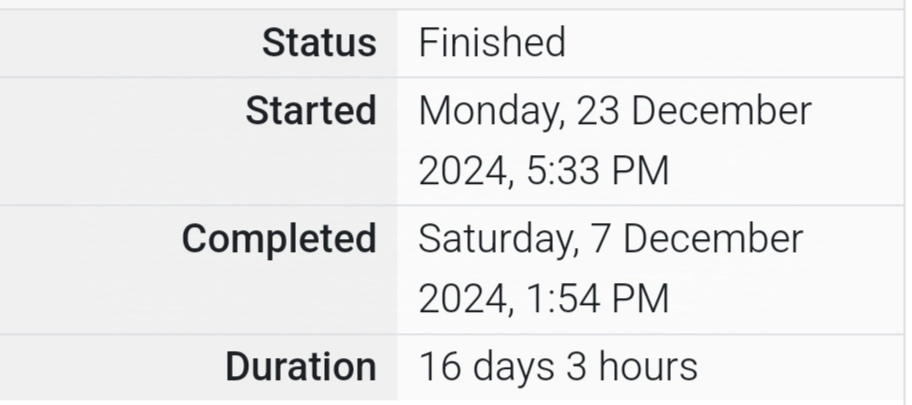 Status Finished
Started Monday, 23 December
2024, 5:33 PM
Completed Saturday, 7 December
2024, 1:54 PM
Duration 16 days 3 hours